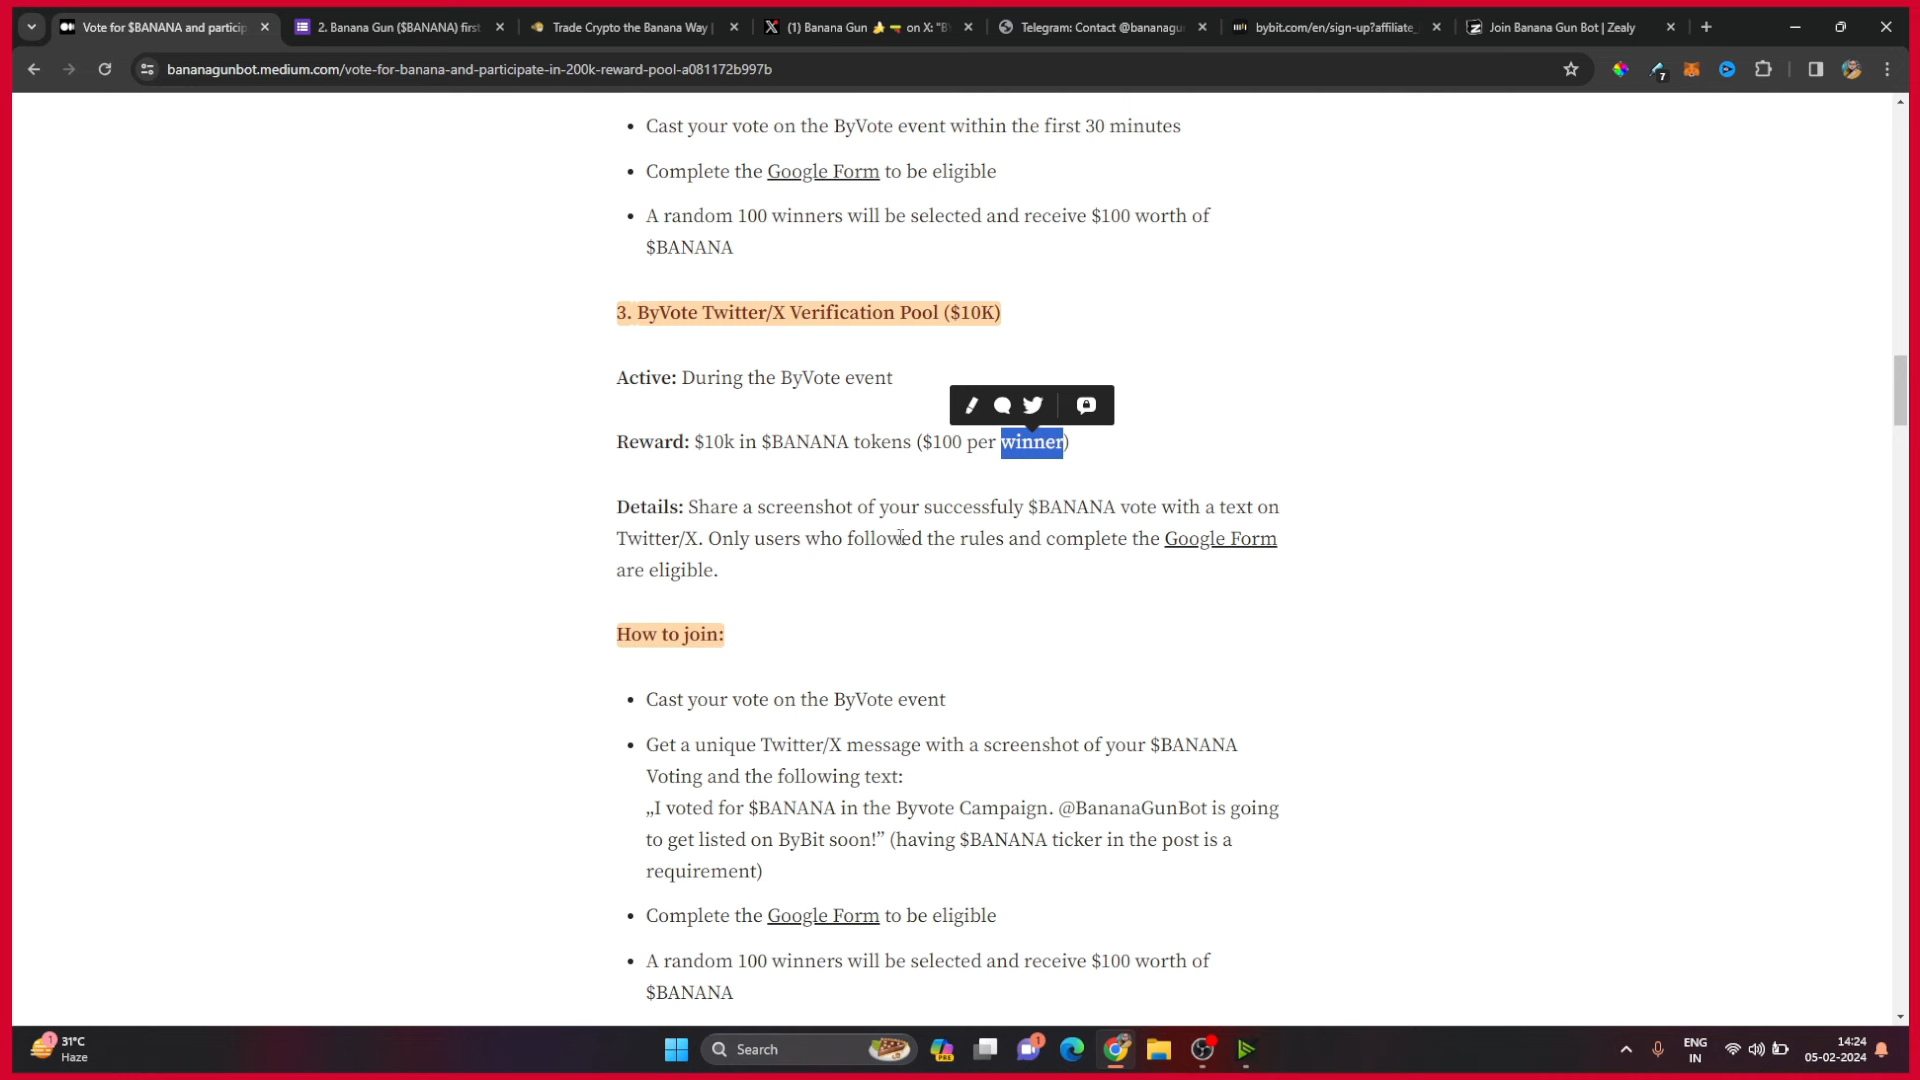 Vote for $BANANA and particip
2. Banana Gun ($BANANA) first
Trade Crypto the Banana Way |
(1) Banana Gun 🍌🔫 on X: "B
Telegram: Contact @bananagu
bybit.com/en/sign-up?affiliate_
Join Banana Gun Bot | Zealy
bananagunbot.medium.com/vote-for-banana-and-participate-in-200k-reward-pool-a081172b997b
7
• Cast your vote on the ByVote event within the first 30 minutes
• Complete the Google Form to be eligible
• A random 100 winners will be selected and receive $100 worth of
$BANANA
3. ByVote Twitter/X Verification Pool ($10K)
Active: During the ByVote event
Reward: $10k in $BANANA tokens ($100 per winner)
Details: Share a screenshot of your successfuly $BANANA vote with a text on
Twitter/X. Only users who followed the rules and complete the Google Form
are eligible.
How to join:
• Cast your vote on the ByVote event
• Get a unique Twitter/X message with a screenshot of your $BANANA
Voting and the following text:
„I voted for $BANANA in the Byvote Campaign. @BananaGunBot is going
to get listed on ByBit soon!” (having $BANANA ticker in the post is a
requirement)
• Complete the Google Form to be eligible
• A random 100 winners will be selected and receive $100 worth of
$BANANA
1
31°C
Haze
Search
PRE
1
ENG
IN
14:24
05-02-2024